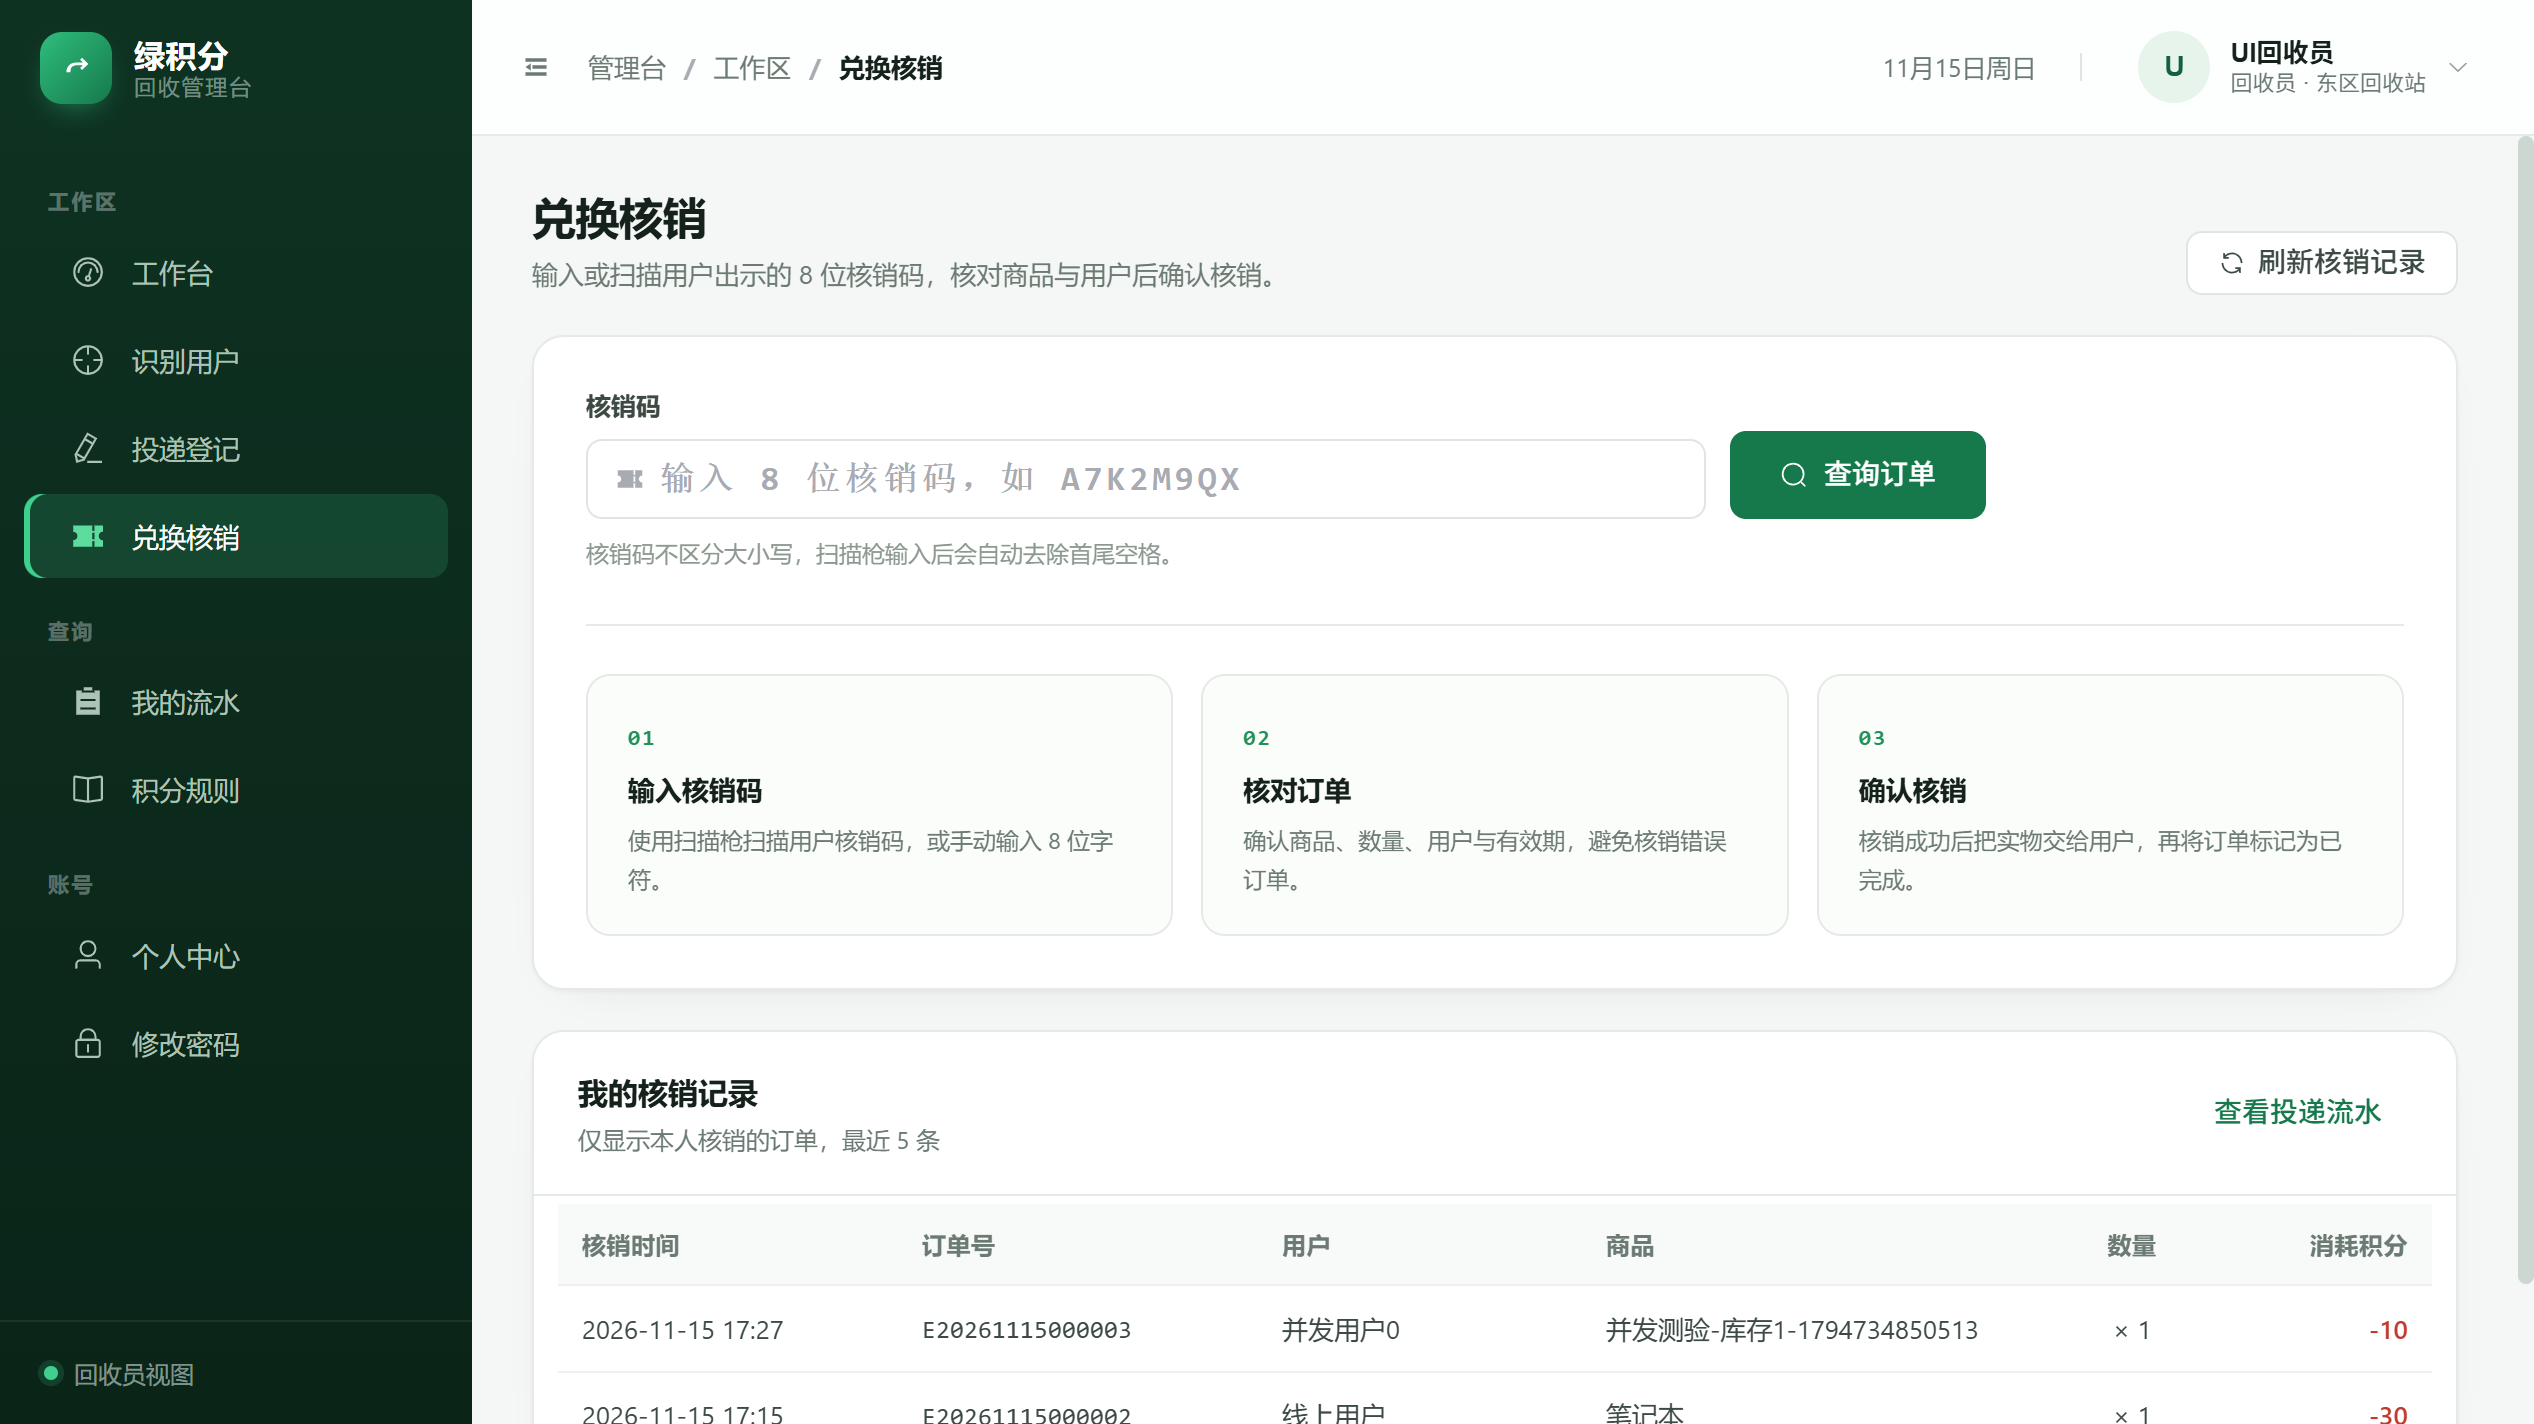 绿积分
回收管理台
工作区
工作台
识别用户
投递登记
兑换核销
查询
我的流水
积分规则
账号
个人中心
修改密码
回收员视图
管理台 / 工作区 / 兑换核销
11月15日周日
U
UI回收员
回收员 · 东区回收站
兑换核销
输入或扫描用户出示的 8 位核销码，核对商品与用户后确认核销。
刷新核销记录
核销码
输入 8 位核销码，如 A7K2M9QX
查询订单
核销码不区分大小写，扫描枪输入后会自动去除首尾空格。
01
输入核销码
使用扫描枪扫描用户核销码，或手动输入 8 位字
符。
02
核对订单
确认商品、数量、用户与有效期，避免核销错误
订单。
03
确认核销
核销成功后把实物交给用户，再将订单标记为已
完成。
我的核销记录
仅显示本人核销的订单，最近 5 条
查看投递流水
核销时间 订单号 用户 商品 数量 消耗积分
2026-11-15 17:27 E20261115000003 并发用户0 并发测验-库存1-1794734850513 × 1 -10
2026-11-15 17:15 E20261115000002 线上用户 笔记本 × 1 -30